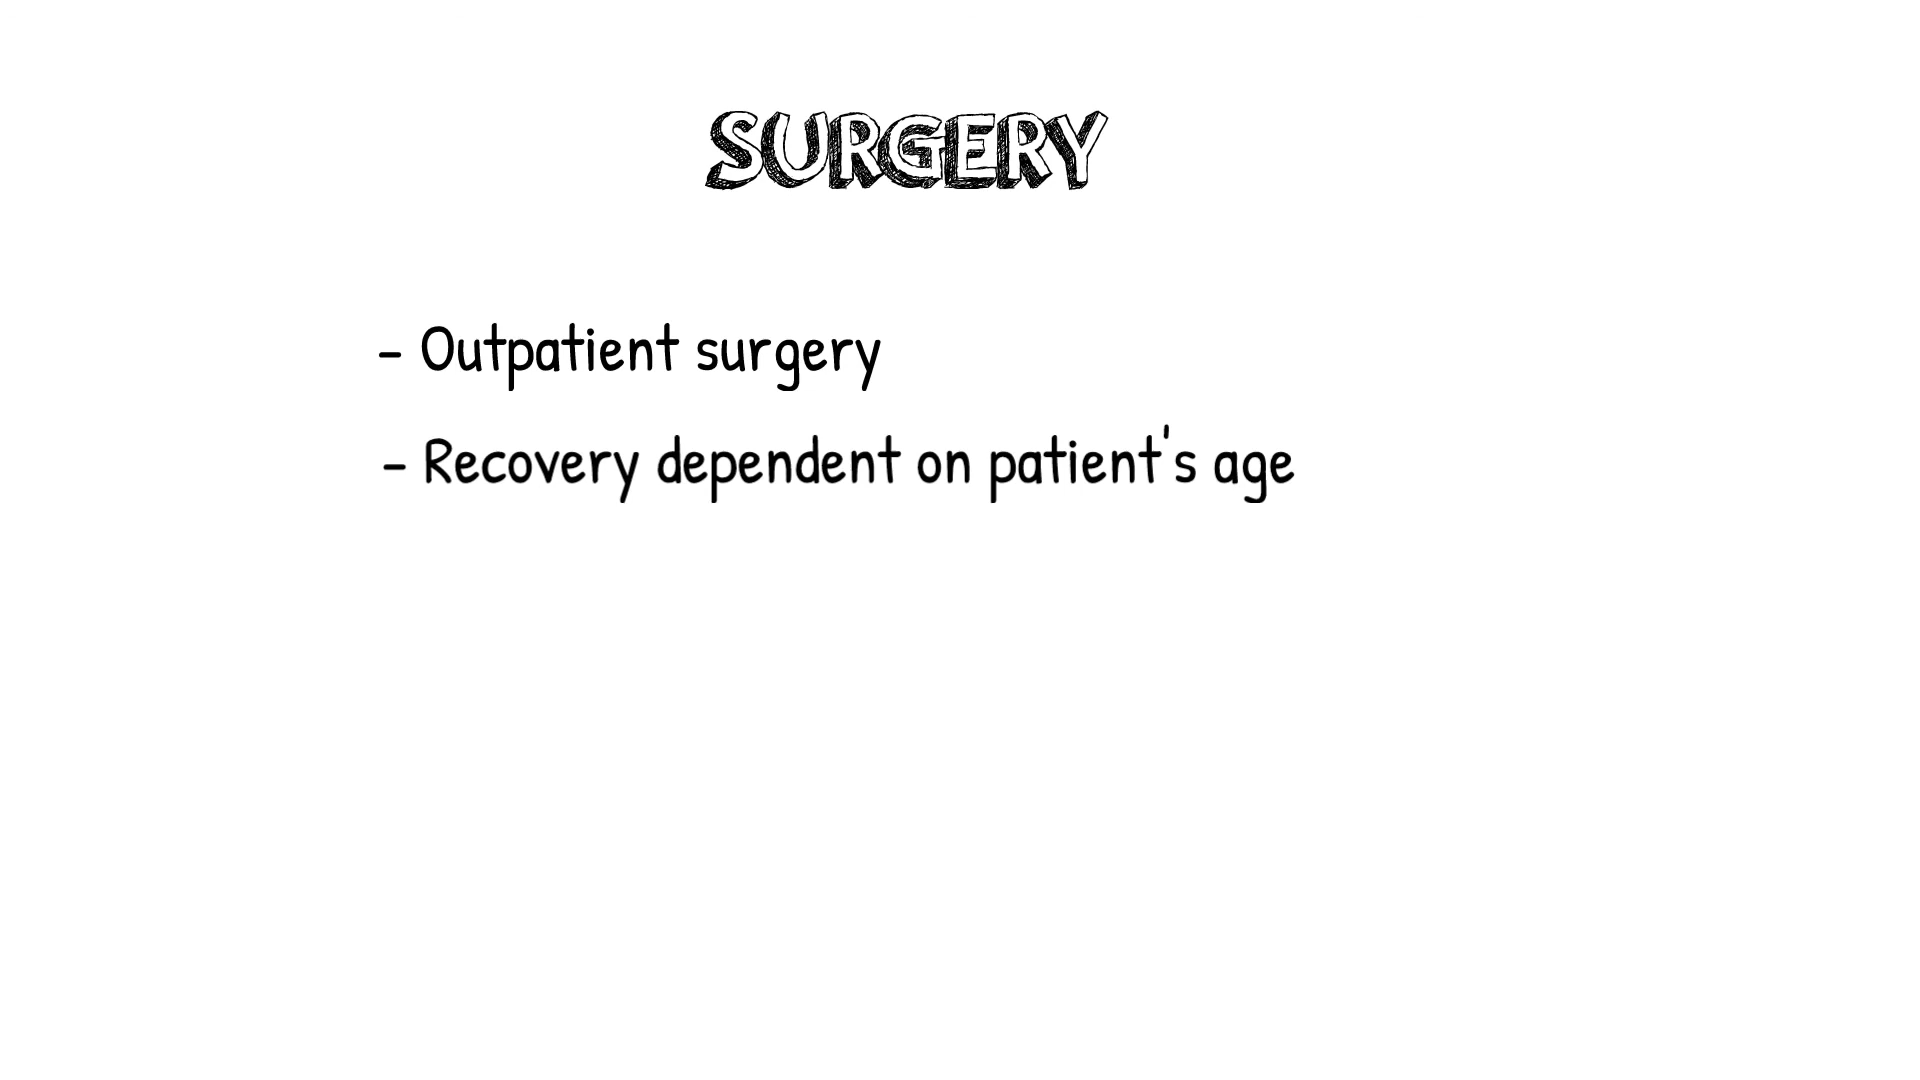 SURGERY
- Outpatient surgery
- Recovery dependent on patient's age